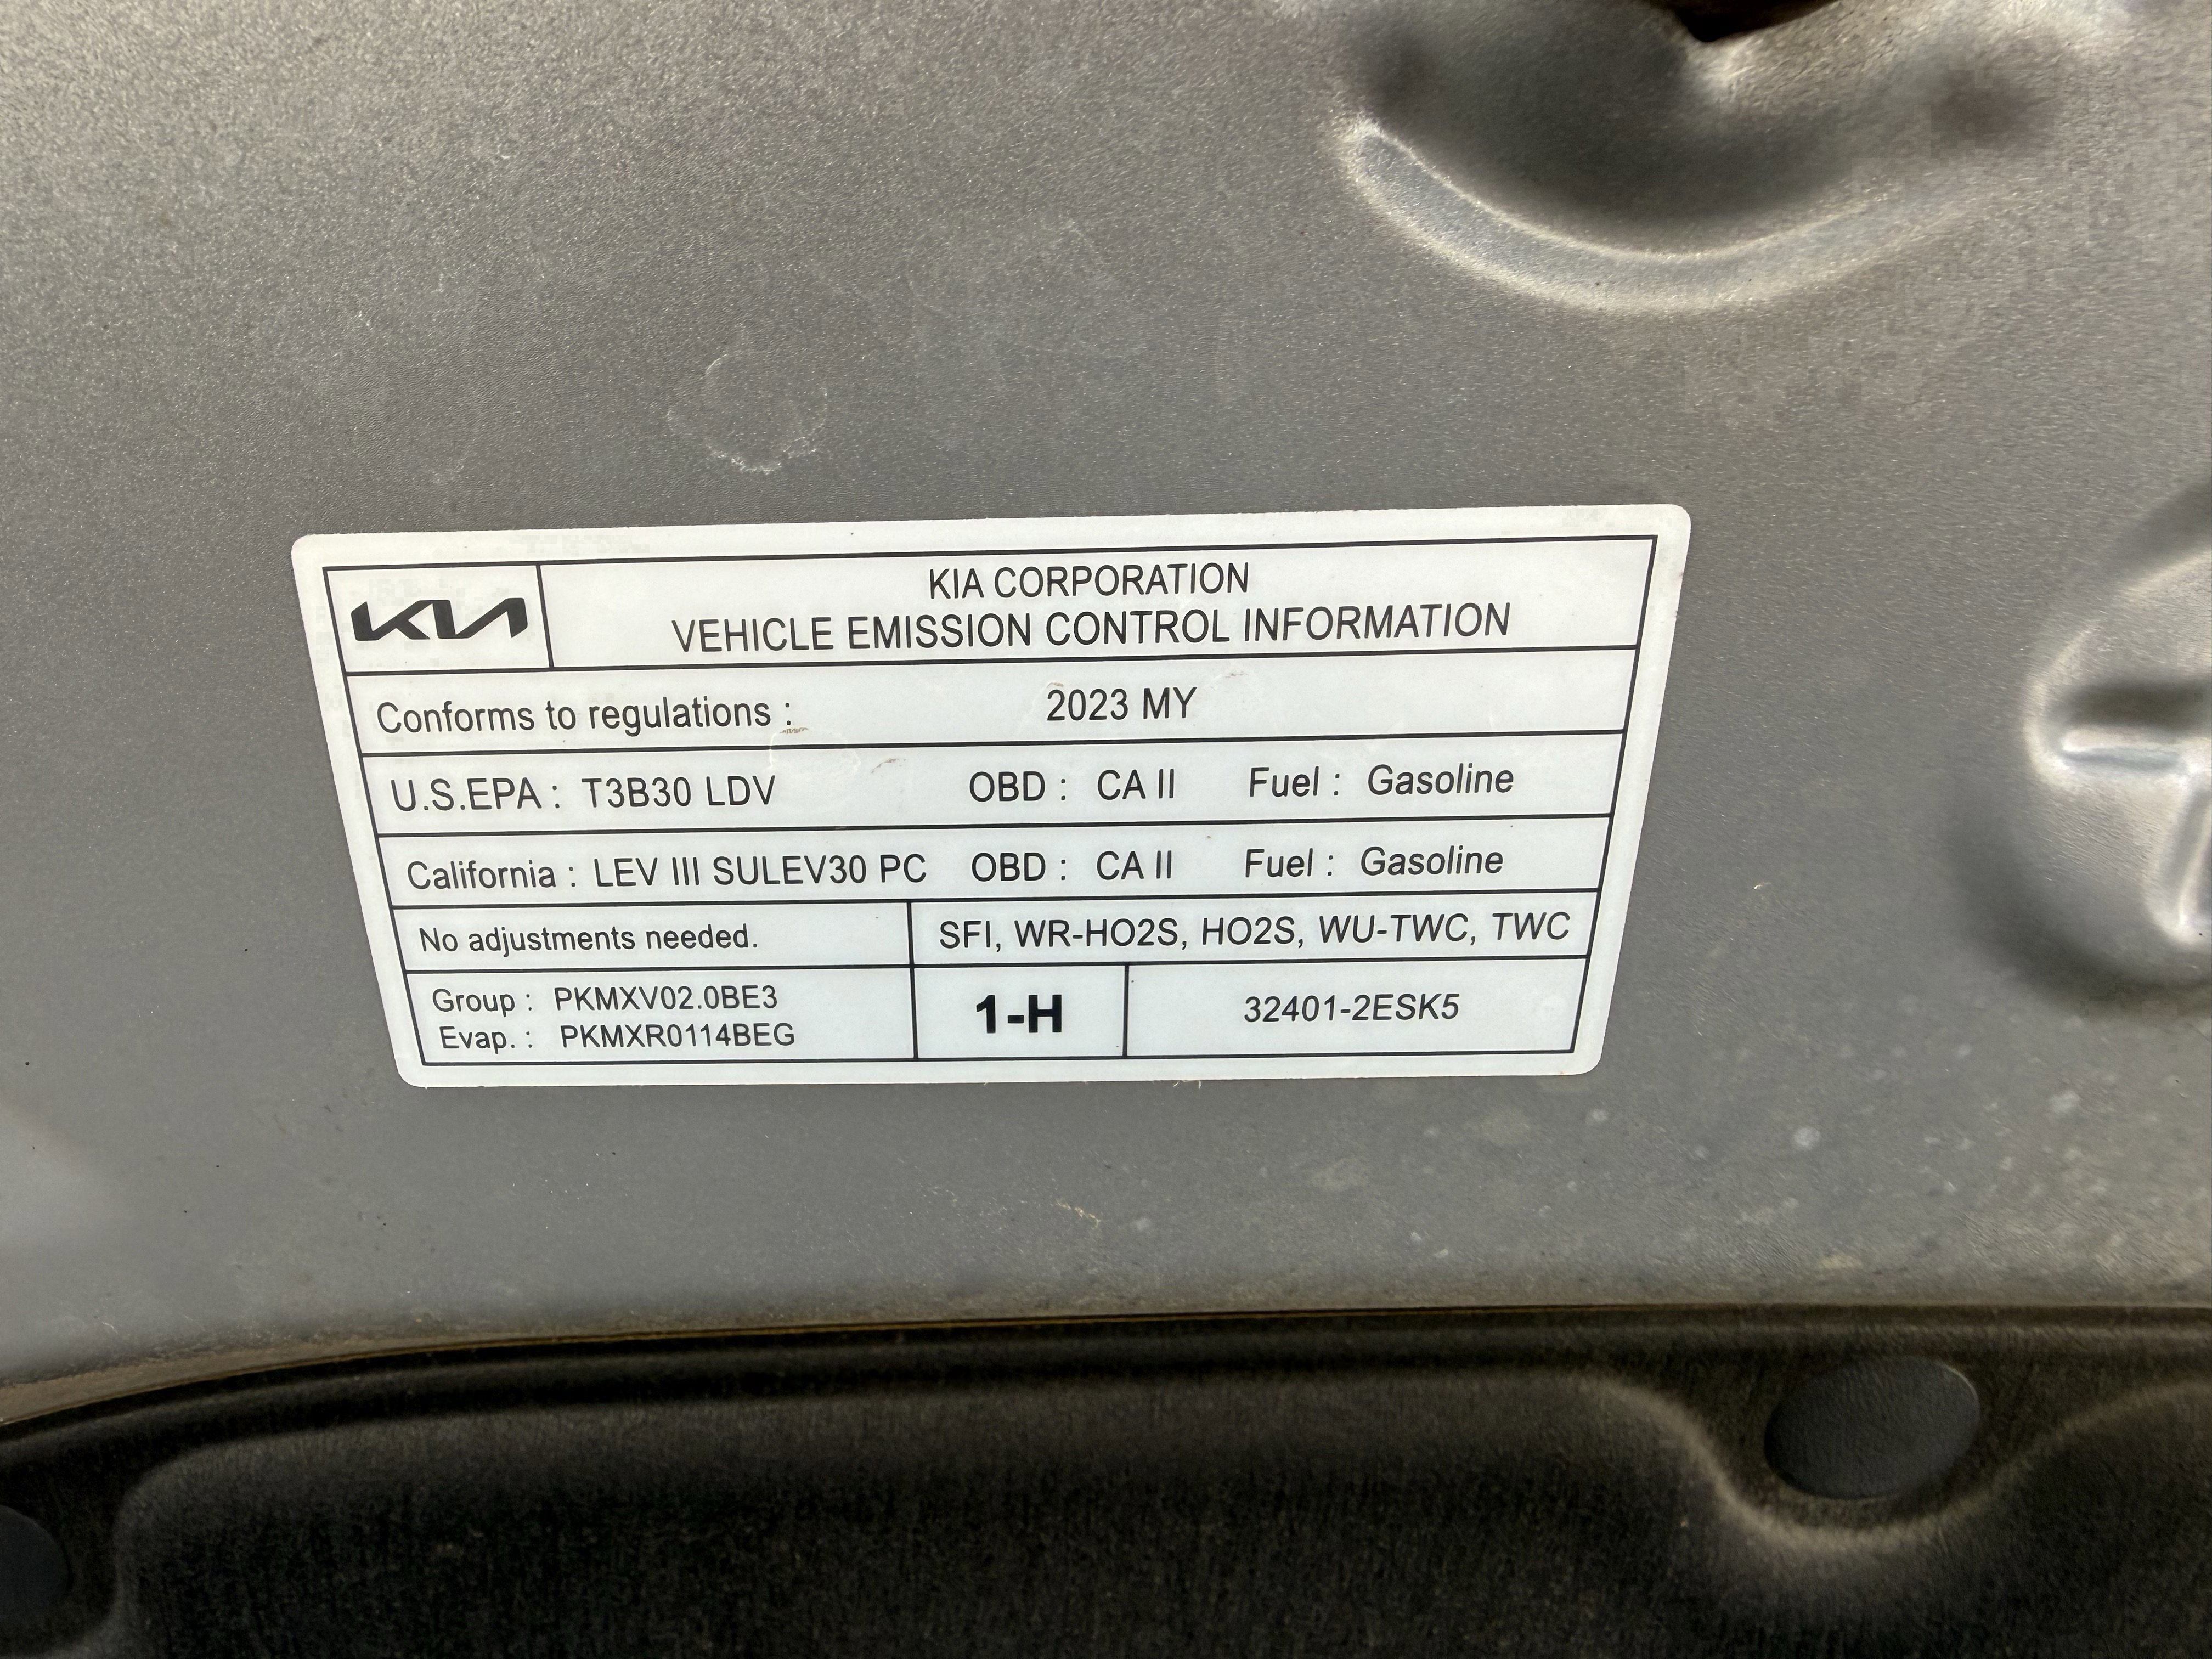 KIA
KIA CORPORATION
VEHICLE EMISSION CONTROL INFORMATION
Conforms to regulations : 2023 MY
U.S.EPA : T3B30 LDV OBD : CA II Fuel : Gasoline
California : LEV III SULEV30 PC OBD : CA II Fuel : Gasoline
No adjustments needed. SFI, WR-HO2S, HO2S, WU-TWC, TWC
Group : PKMXV02.0BE3
Evap. : PKMXR0114BEG
1-H
32401-2ESK5